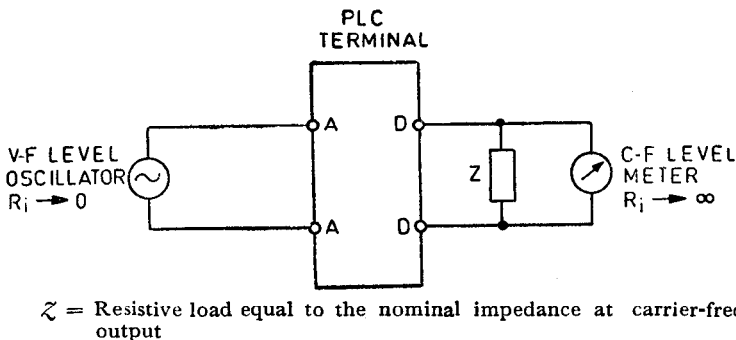 PLC
TERMINAL
V-F LEVEL
OSCILLATOR
Ri → 0
A
A
D
D
Z
C-F LEVEL
METER
Ri → ∞
Z = Resistive load equal to the nominal impedance at carrier-freq
output